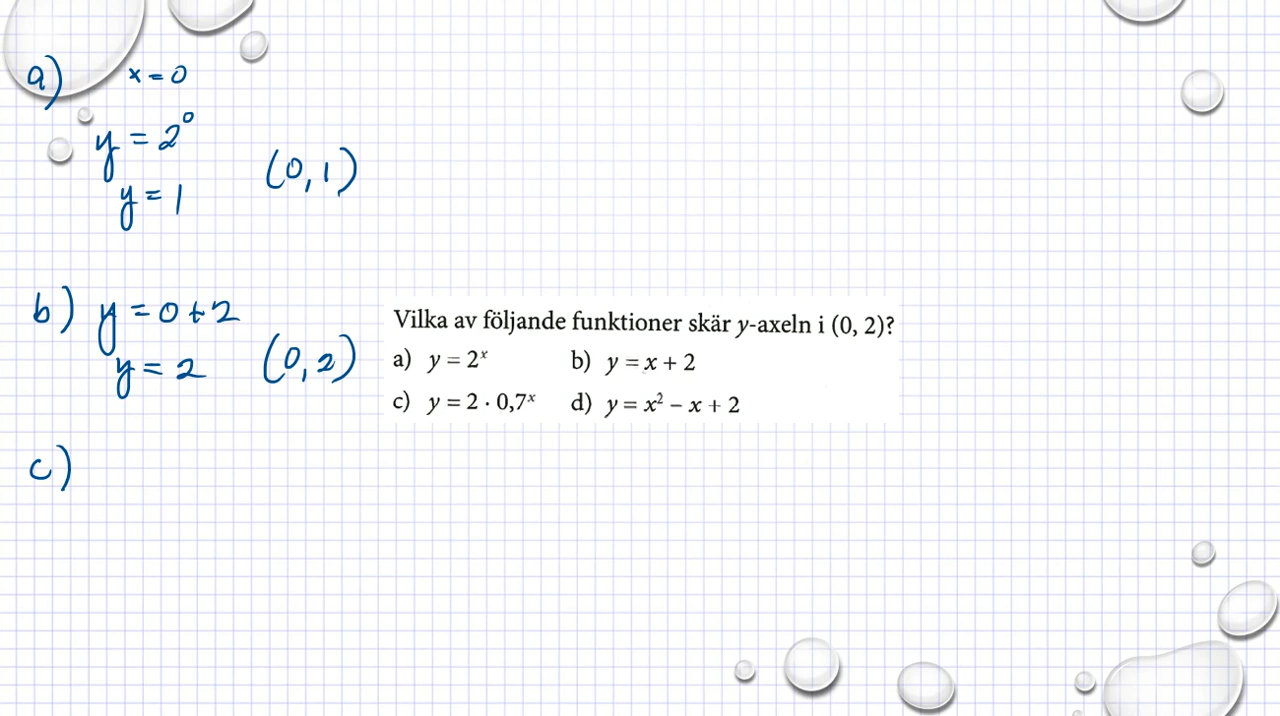 a) x = 0
y = 2⁰
y = 1 (0, 1)
b) y = 0 + 2
y = 2 (0, 2)
c)
Vilka av följande funktioner skär y-axeln i (0, 2)?
a) y = 2ˣ b) y = x + 2
c) y = 2 · 0,7ˣ d) y = x² – x + 2